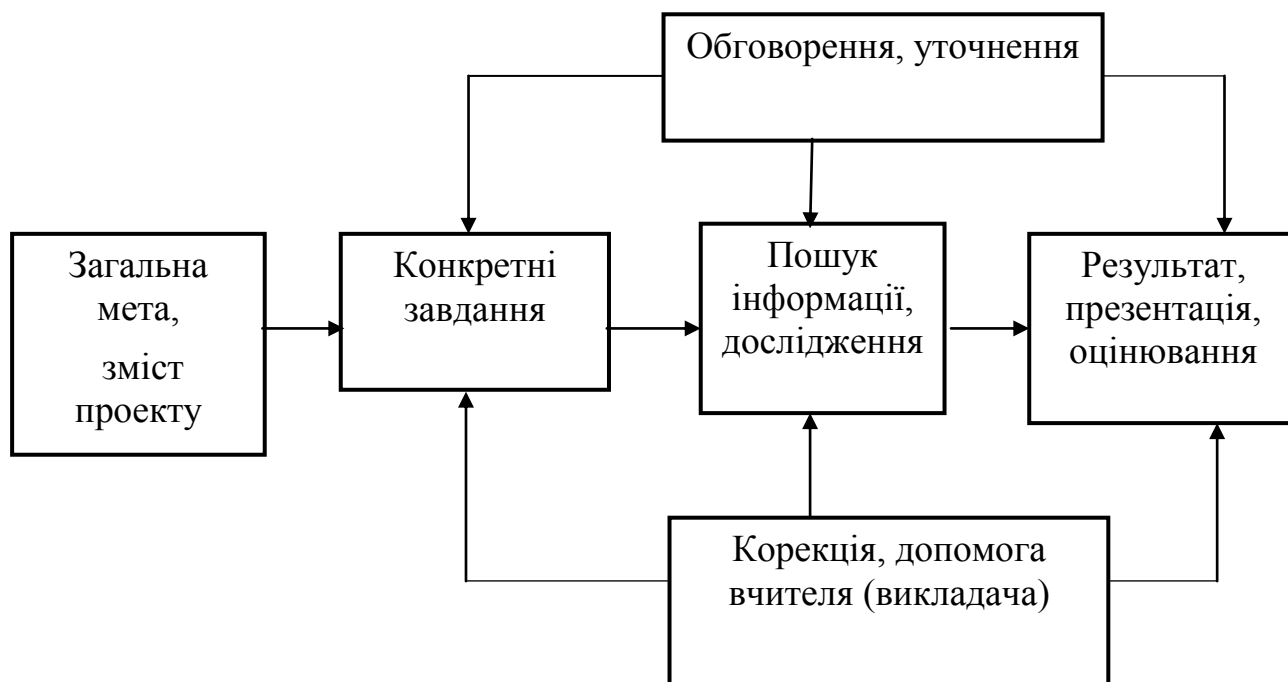 Обговорення, уточнення
Загальна
мета,
зміст
проекту
Конкретні
завдання
Пошук
інформації,
дослідження
Результат,
презентація,
оцінювання
Корекція, допомога
вчителя (викладача)